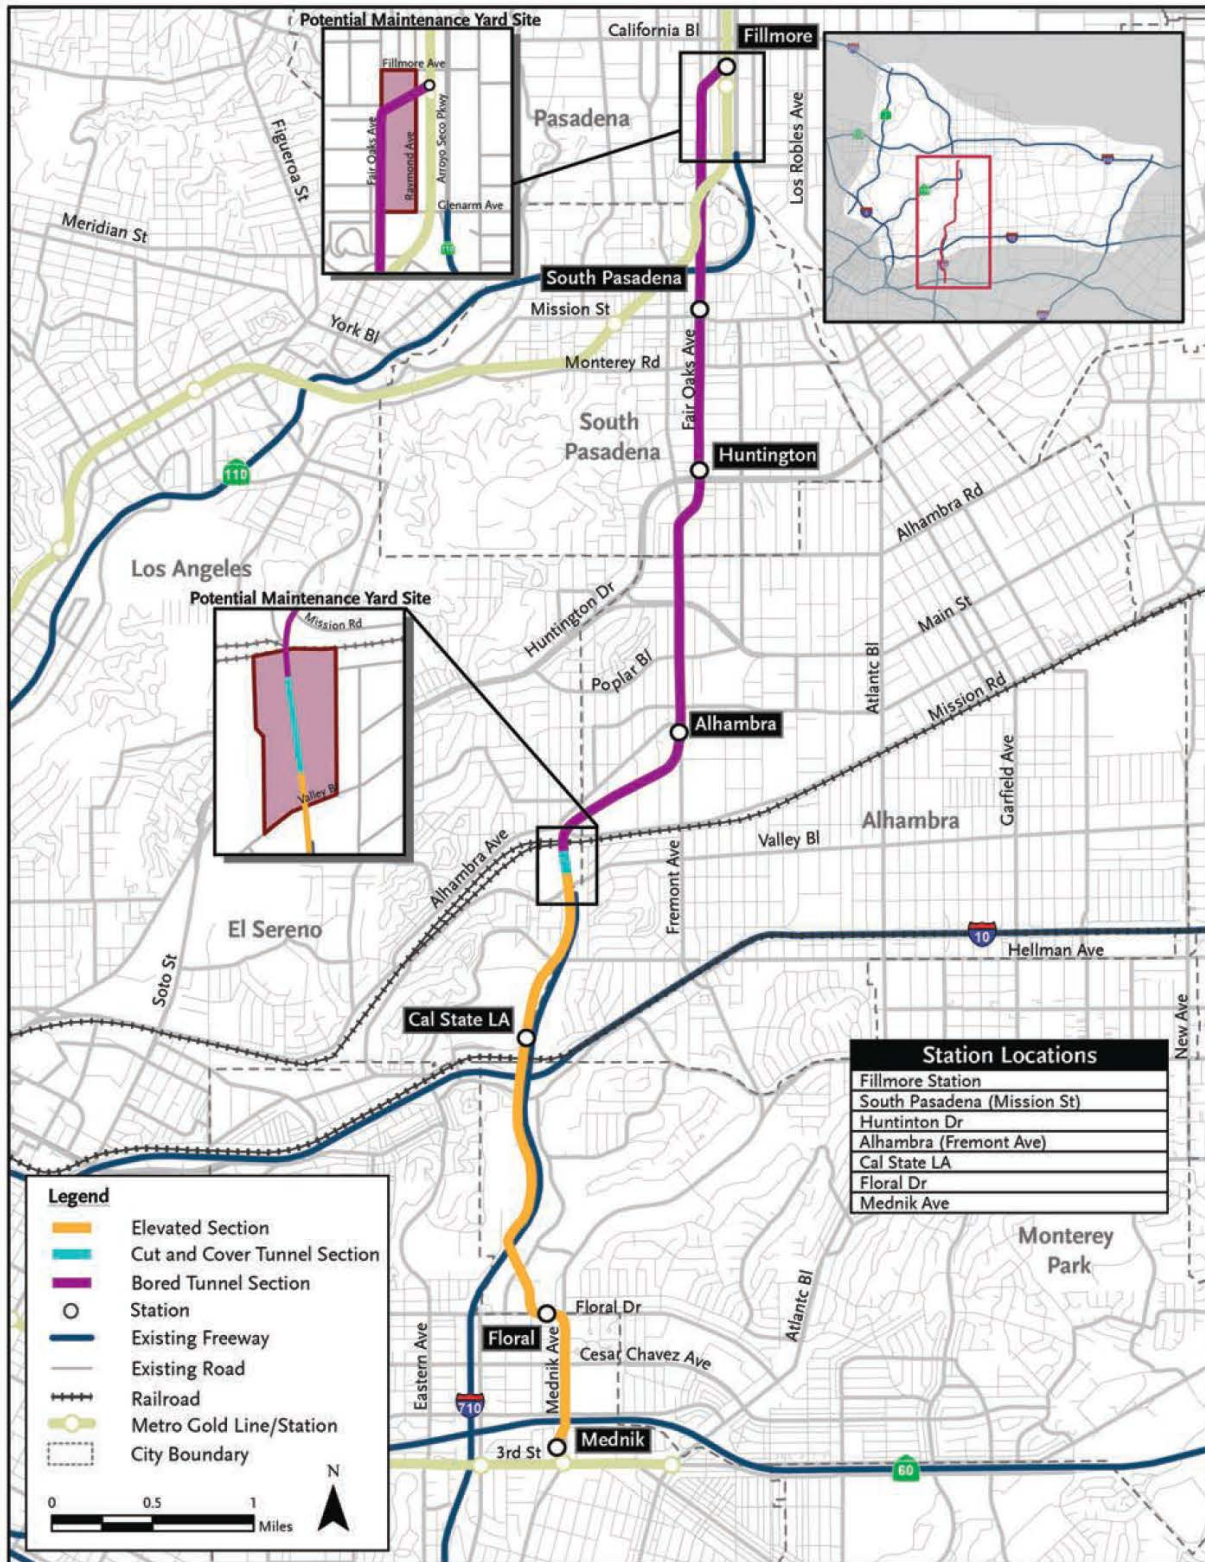 Potential Maintenance Yard Site
California Bl
Fillmore
Fillmore Ave
Fair Oaks Ave
Raymond Ave
Arroyo Seco Pkwy
Glenarm Ave
Pasadena
Los Robles Ave
Figueroa St
Meridian St
South Pasadena
Mission St
York Bl
Monterey Rd
Fair Oaks Ave
South
Pasadena
Huntington
110
Alhambra Rd
Los Angeles
Potential Maintenance Yard Site
Mission Rd
Valley B
Huntington Dr
Poplar Bl
Main St
Atlantc Bl
Mission Rd
Alhambra
Garfield Ave
Alhambra
Valley Bl
Alhambra Ave
Fremont Ave
El Sereno
10
Hellman Ave
Soto St
New Ave
Cal State LA
Station Locations
Fillmore Station
South Pasadena (Mission St)
Huntinton Dr
Alhambra (Fremont Ave)
Cal State LA
Floral Dr
Mednik Ave
Monterey
Park
Atlantc Bl
Floral Dr
Floral
Cesar Chavez Ave
Eastern Ave
Mednik Ave
710
Mednik
3rd St
60
Legend
Elevated Section
Cut and Cover Tunnel Section
Bored Tunnel Section
Station
Existing Freeway
Existing Road
Railroad
Metro Gold Line/Station
City Boundary
N
0 0.5 1
Miles